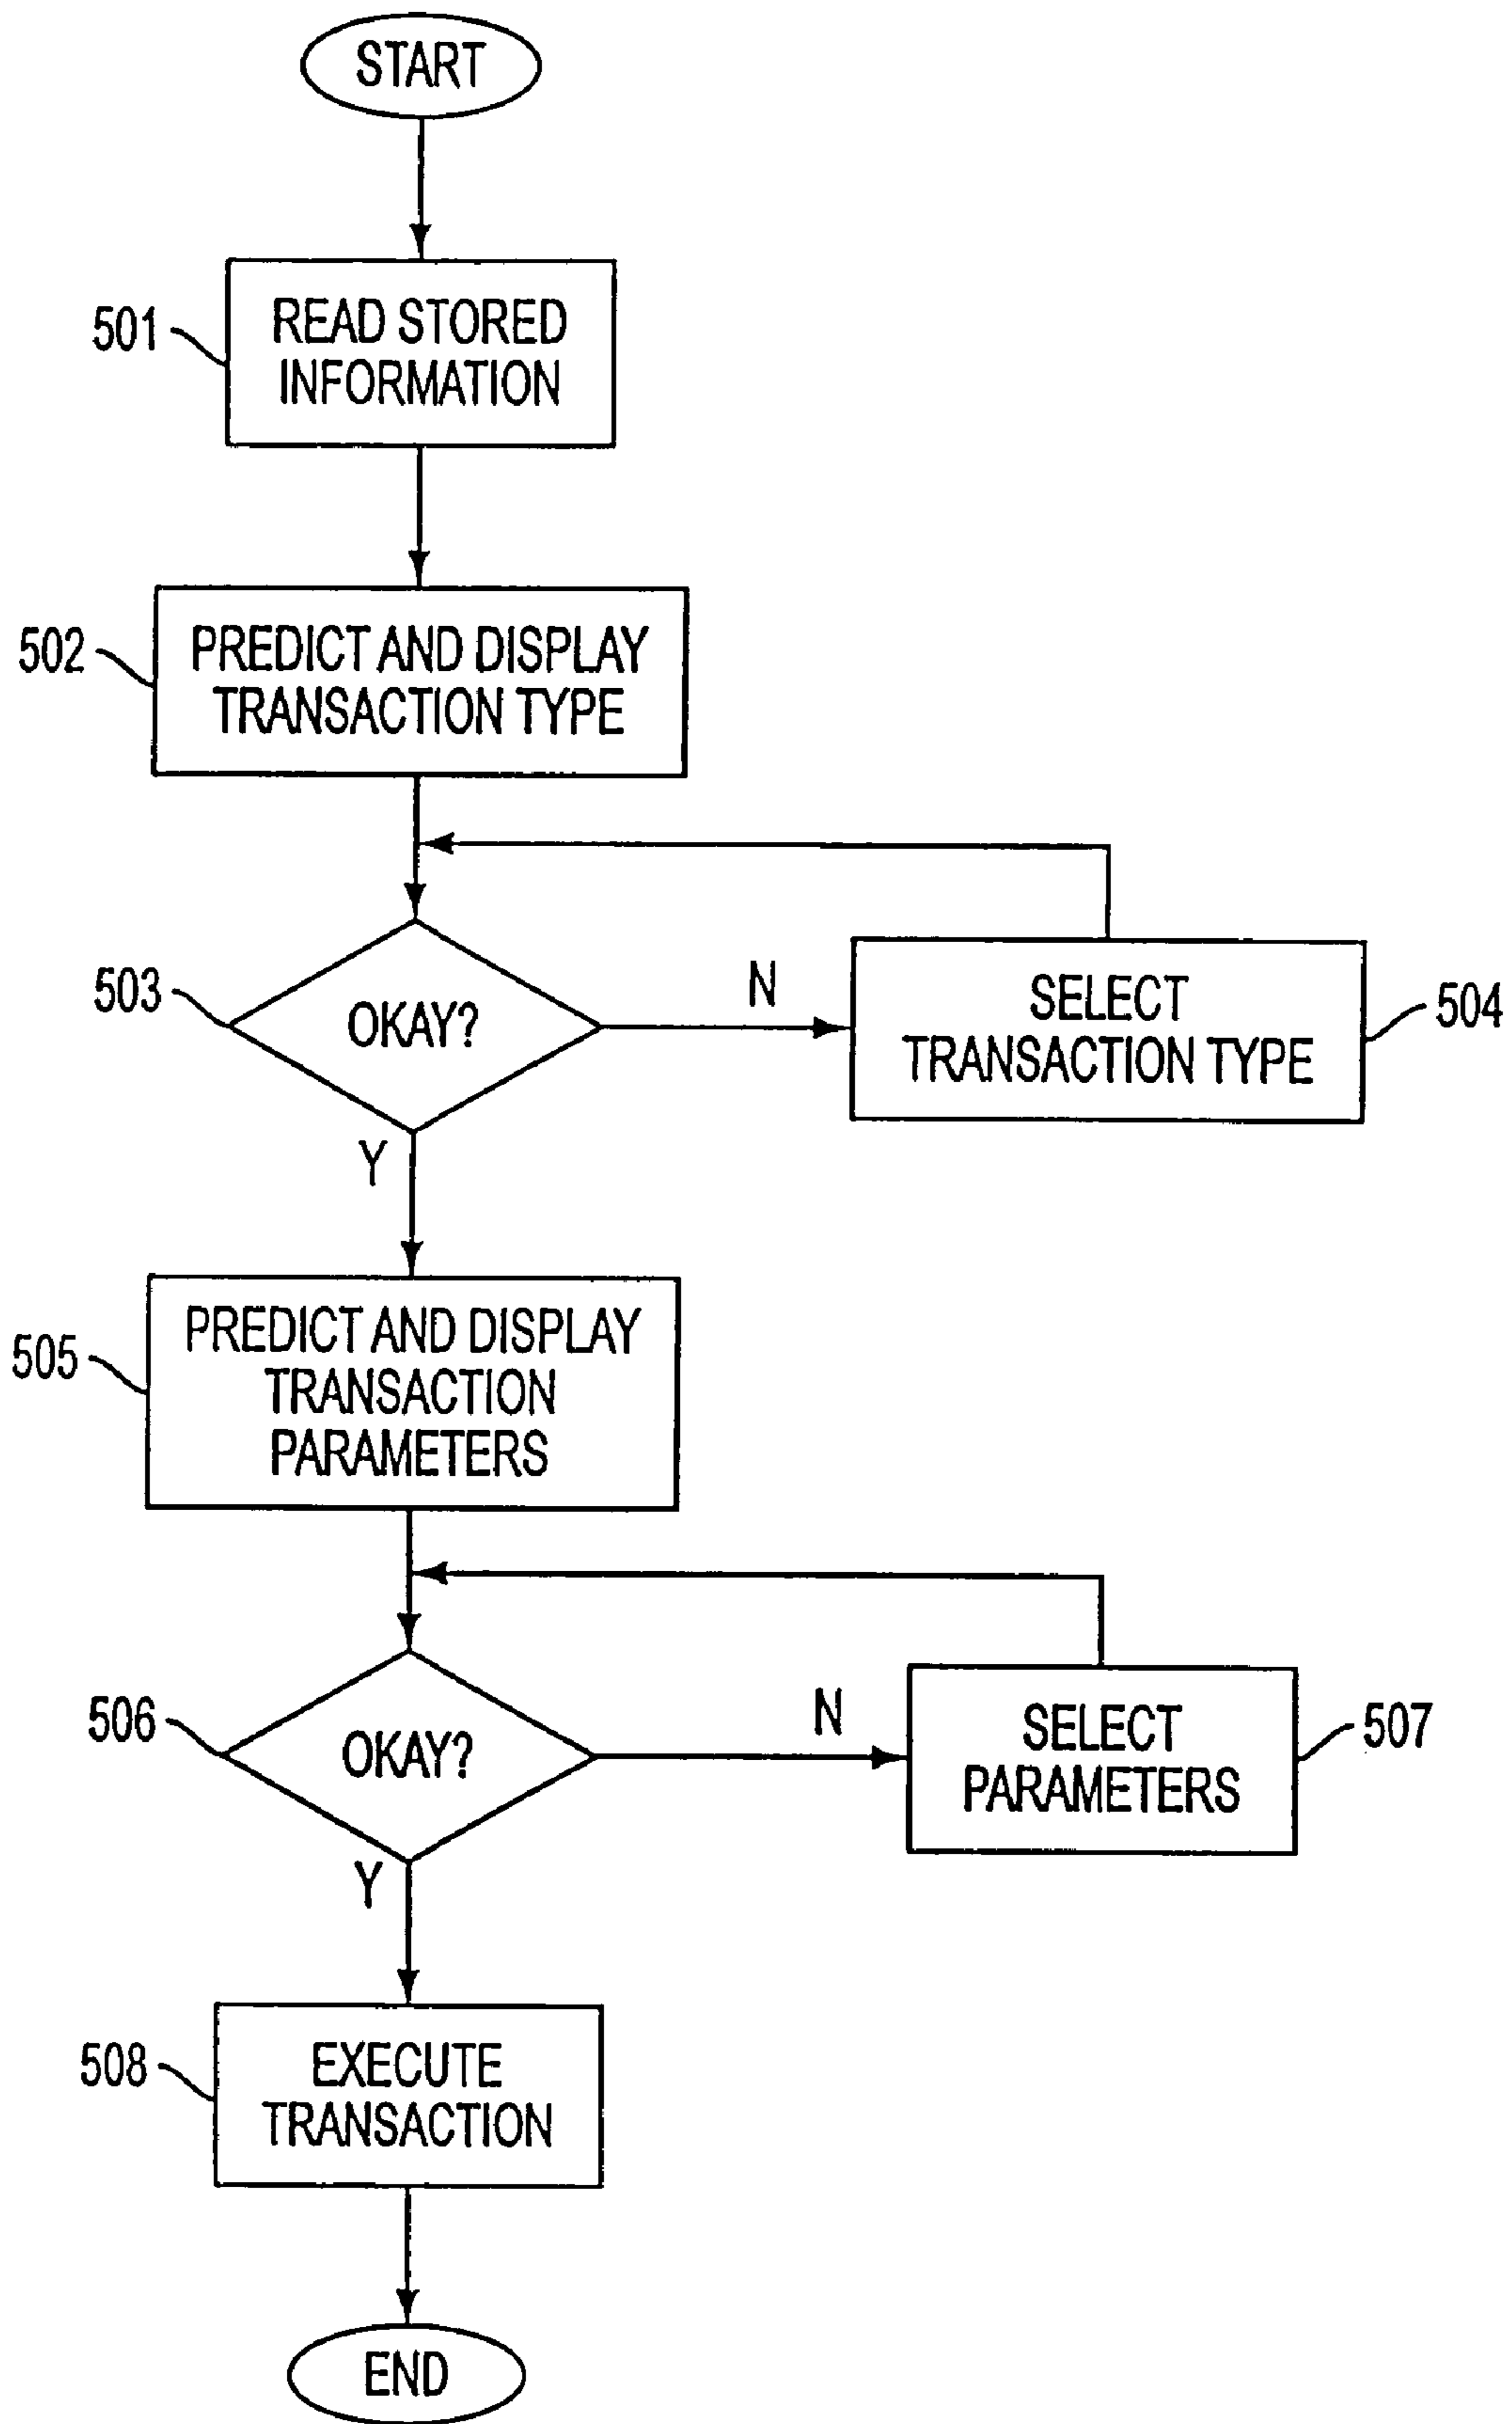 START
501
READ STORED
INFORMATION
502
PREDICT AND DISPLAY
TRANSACTION TYPE
503
OKAY?
N
SELECT
TRANSACTION TYPE
504
Y
505
PREDICT AND DISPLAY
TRANSACTION
PARAMETERS
506
OKAY?
N
SELECT
PARAMETERS
507
Y
508
EXECUTE
TRANSACTION
END